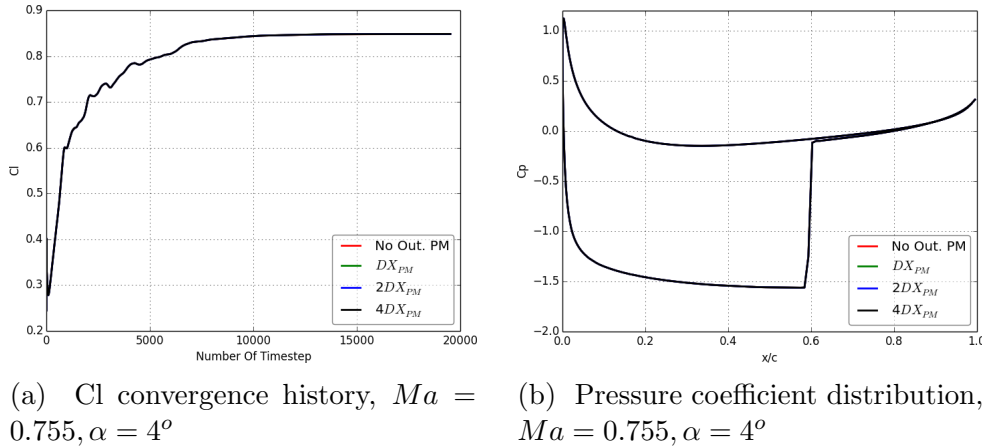 0.9
0.8
0.7
0.6
0.5
0.4
0.3
0.2
Cl
0 5000 10000 15000 20000
Number Of Timestep
No Out. PM
DX_PM
2DX_PM
4DX_PM
(a) Cl convergence history, Ma =
0.755, α = 4^o
1.0
0.5
0.0
−0.5
−1.0
−1.5
−2.0
Cp
0.0 0.2 0.4 0.6 0.8 1.0
x/c
No Out. PM
DX_PM
2DX_PM
4DX_PM
(b) Pressure coefficient distribution,
Ma = 0.755, α = 4^o